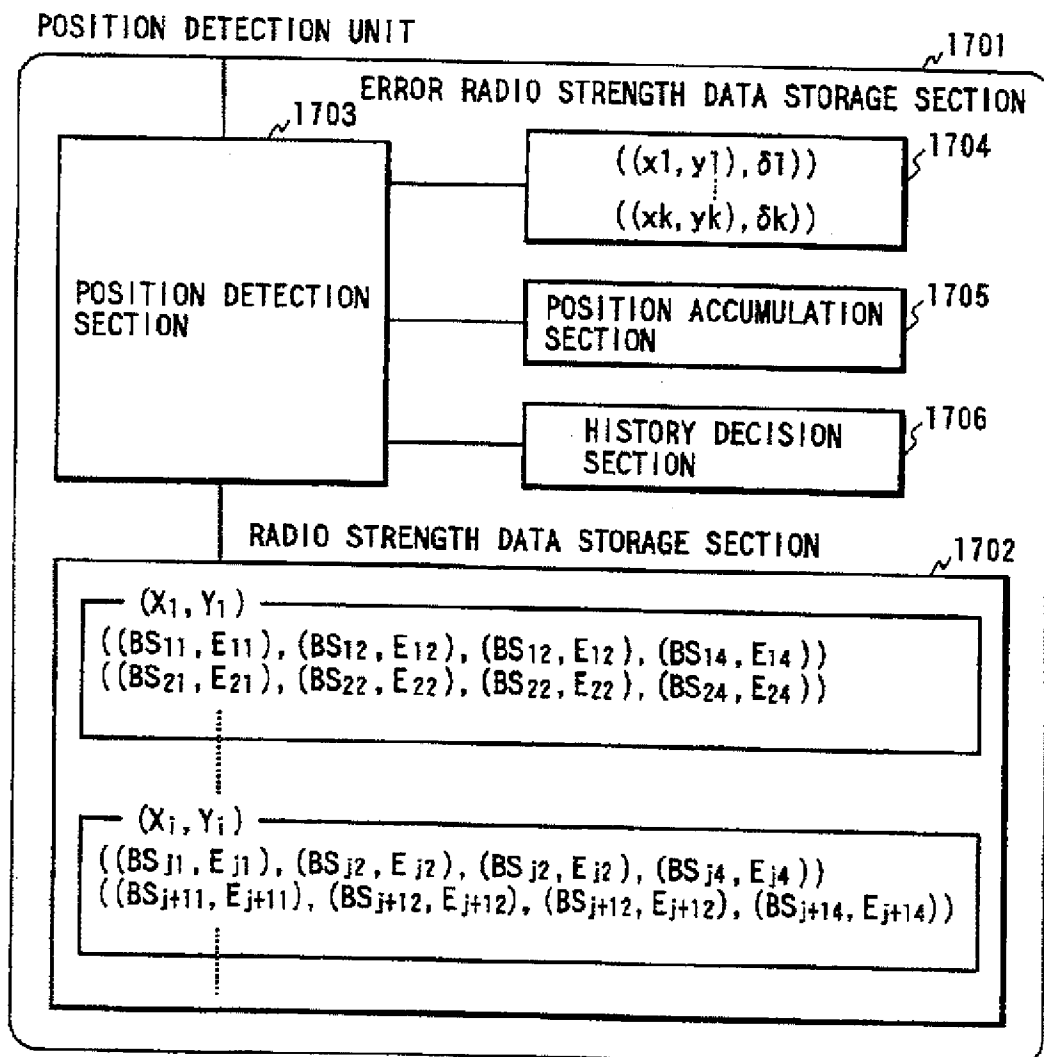 POSITION DETECTION UNIT
1701
ERROR RADIO STRENGTH DATA STORAGE SECTION
1703
1704
((x1, y1), δ1))
((xk, yk), δk))
POSITION DETECTION
SECTION
1705
POSITION ACCUMULATION
SECTION
1706
HISTORY DECISION
SECTION
RADIO STRENGTH DATA STORAGE SECTION
1702
(X1, Y1)
((BS11, E11), (BS12, E12), (BS12, E12), (BS14, E14))
((BS21, E21), (BS22, E22), (BS22, E22), (BS24, E24))
(Xi, Yi)
((BSj1, Ej1), (BSj2, Ej2), (BSj2, Ej2), (BSj4, Ej4))
((BSj+11, Ej+11), (BSj+12, Ej+12), (BSj+12, Ej+12), (BSj+14, Ej+14))